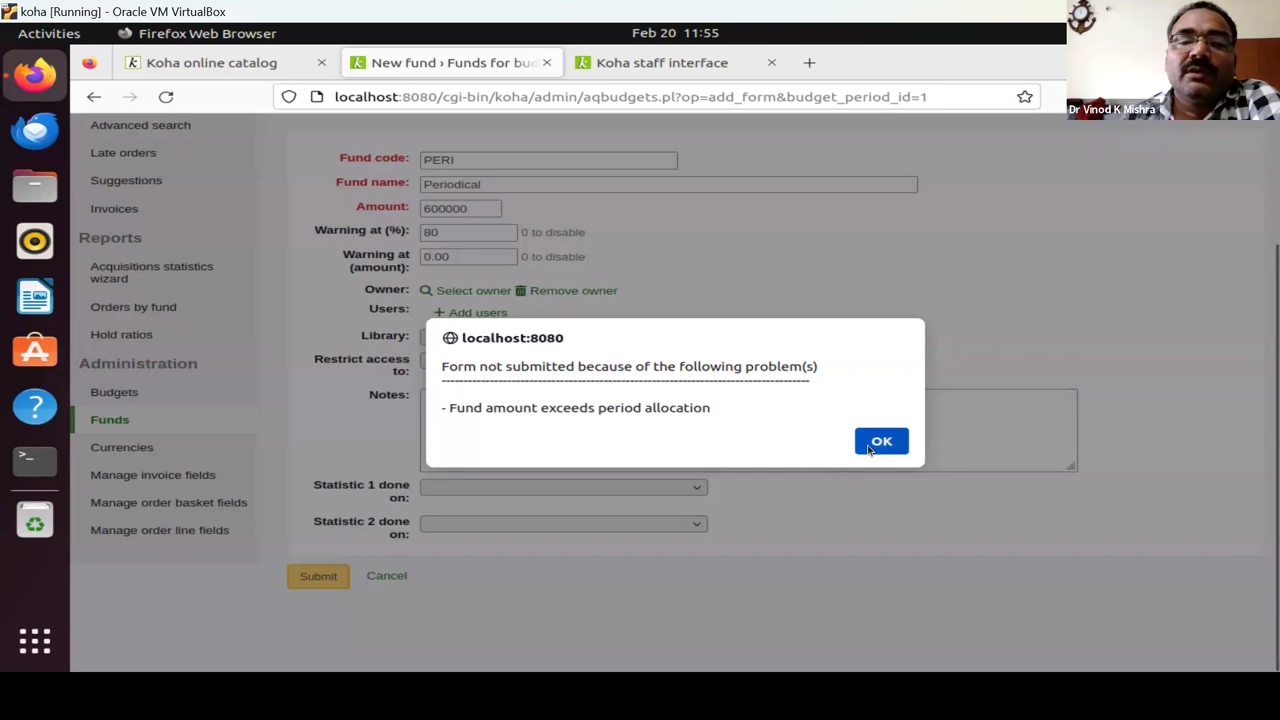 koha [Running] - Oracle VM VirtualBox
Activities
Firefox Web Browser
Feb 20 11:55
Koha online catalog
New fund › Funds for bud
Koha staff interface
localhost:8080/cgi-bin/koha/admin/aqbudgets.pl?op=add_form&budget_period_id=1
Dr Vinod K Mishra
Advanced search
Late orders
Suggestions
Invoices
Reports
Acquisitions statistics
wizard
Orders by fund
Hold ratios
Administration
Budgets
Funds
Currencies
Manage invoice fields
Manage order basket fields
Manage order line fields
Fund code: PERI
Fund name: Periodical
Amount: 600000
Warning at (%): 80 0 to disable
Warning at
(amount): 0.00 0 to disable
Owner: Select owner Remove owner
Users: + Add users
Library:
Restrict access
to:
Notes:
localhost:8080
Form not submitted because of the following problem(s)
------------------------------------------------------------------------------------
- Fund amount exceeds period allocation
OK
Statistic 1 done
on:
Statistic 2 done
on:
Submit Cancel